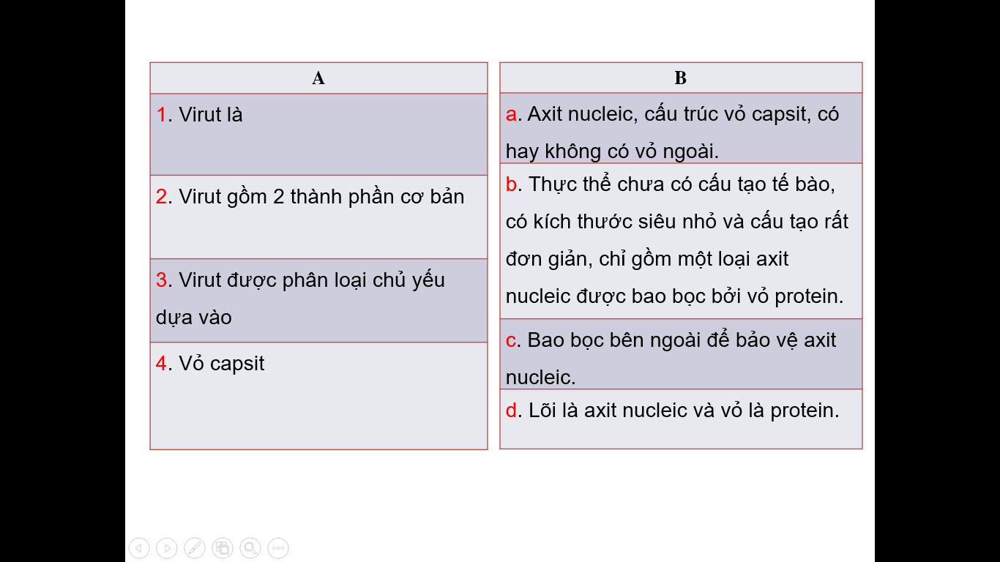 A
1. Virut là
2. Virut gồm 2 thành phần cơ bản
3. Virut được phân loại chủ yếu
dựa vào
4. Vỏ capsit
B
a. Axit nucleic, cấu trúc vỏ capsit, có
hay không có vỏ ngoài.
b. Thực thể chưa có cấu tạo tế bào,
có kích thước siêu nhỏ và cấu tạo rất
đơn giản, chỉ gồm một loại axit
nucleic được bao bọc bởi vỏ protein.
c. Bao bọc bên ngoài để bảo vệ axit
nucleic.
d. Lõi là axit nucleic và vỏ là protein.